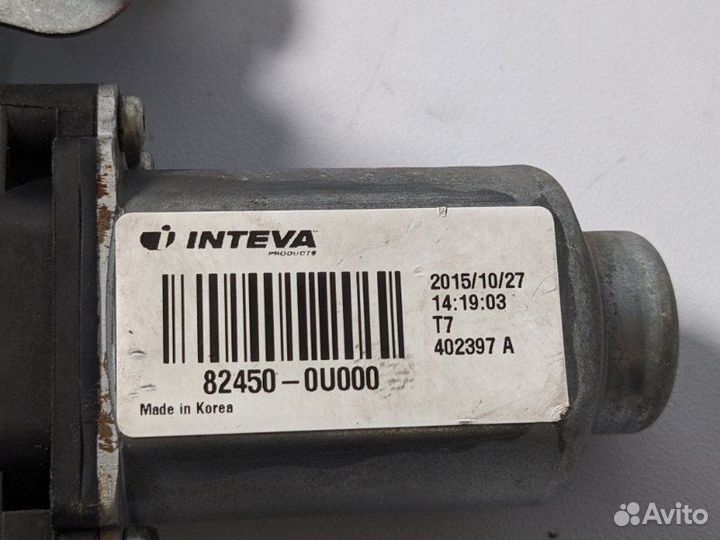 INTEVA
PRODUCTS
2015/10/27
14:19:03
T7
402397 A
82450-0U000
Made in Korea
Avito